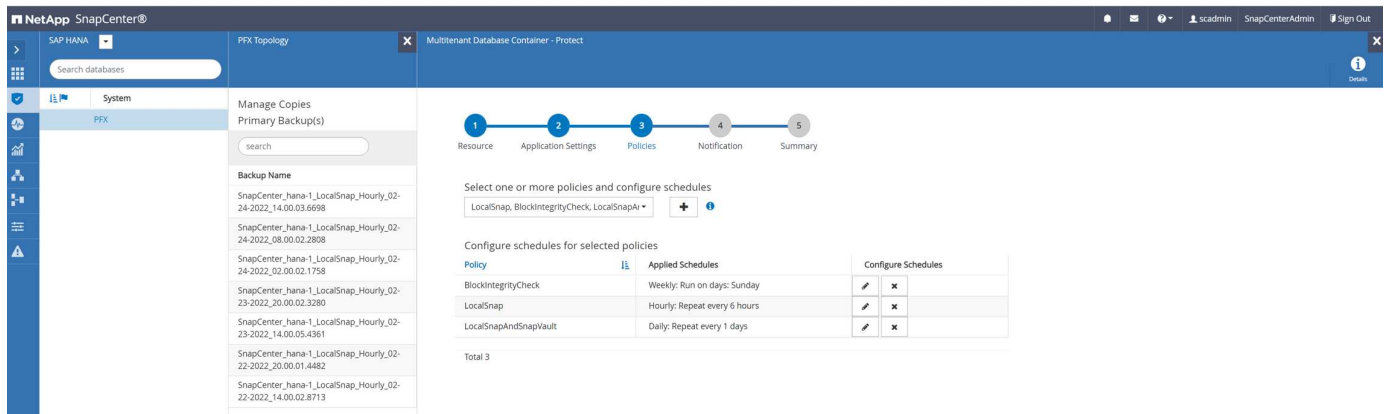 NetApp SnapCenter®
scadmin SnapCenterAdmin Sign Out
SAP HANA
Search databases
System
PFX
PFX Topology
Manage Copies
Primary Backup(s)
search
Backup Name
SnapCenter_hana-1_LocalSnap_Hourly_02-
24-2022_14.00.03.6698
SnapCenter_hana-1_LocalSnap_Hourly_02-
24-2022_08.00.02.2808
SnapCenter_hana-1_LocalSnap_Hourly_02-
24-2022_02.00.02.1758
SnapCenter_hana-1_LocalSnap_Hourly_02-
23-2022_20.00.02.3280
SnapCenter_hana-1_LocalSnap_Hourly_02-
23-2022_14.00.05.4361
SnapCenter_hana-1_LocalSnap_Hourly_02-
22-2022_20.00.01.4482
SnapCenter_hana-1_LocalSnap_Hourly_02-
22-2022_14.00.02.8713
Multitenant Database Container - Protect
Details
1 2 3 4 5
Resource Application Settings Policies Notification Summary
Select one or more policies and configure schedules
LocalSnap, BlockIntegrityCheck, LocalSnapAr
Configure schedules for selected policies
Policy Applied Schedules Configure Schedules
BlockIntegrityCheck Weekly: Run on days: Sunday
LocalSnap Hourly: Repeat every 6 hours
LocalSnapAndSnapVault Daily: Repeat every 1 days
Total 3